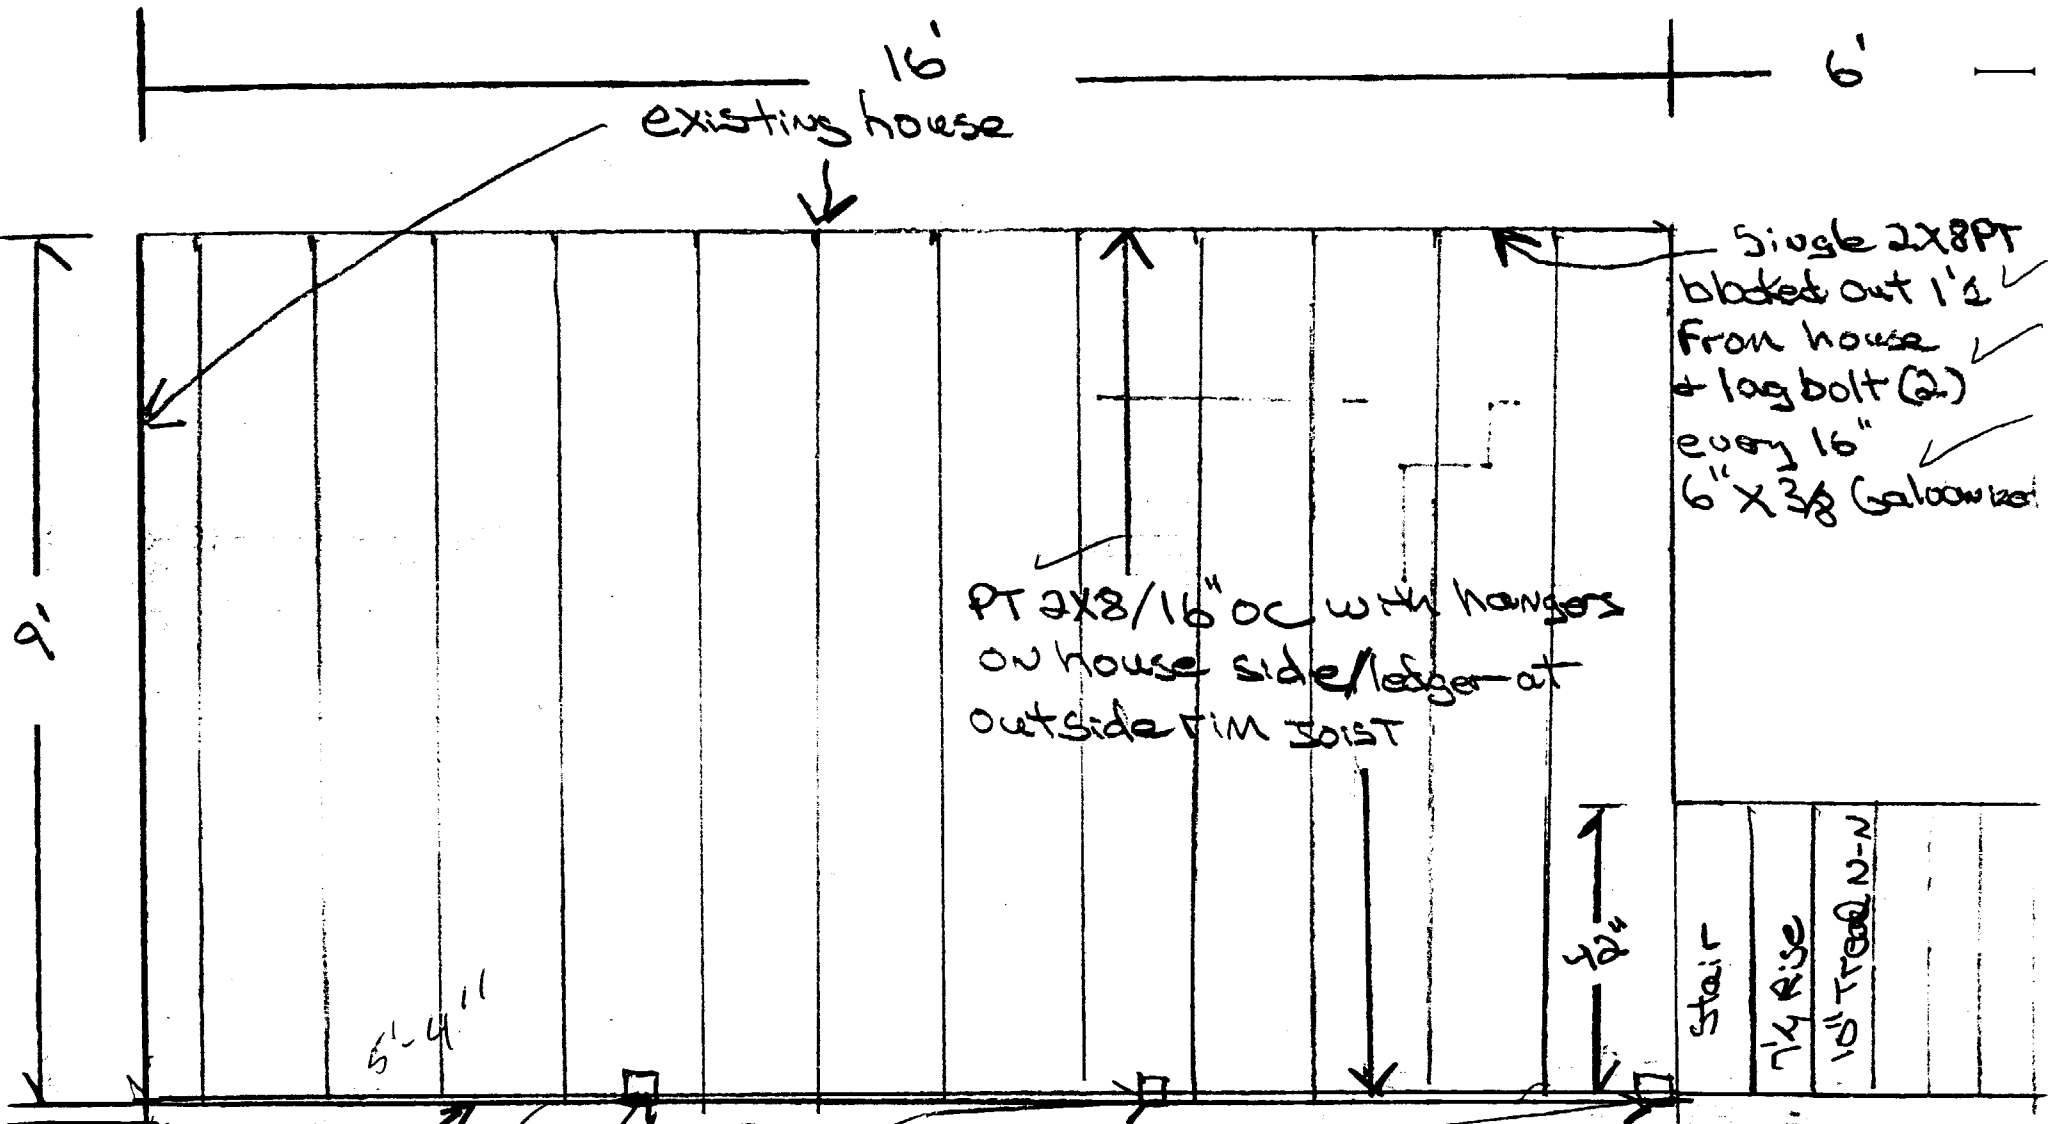 16'
6'
existing house
Single 2X8PT
blocked out 1'1
From house
+ lag bolt (2)
every 16"
6" X 3/8 Galvanized
9'
PT 2X8/16" OC with hangers
on house side/ledger-at
outside rim Joist
42"
5'-4"
Stair
7 1/4 Rise
10" Tread N-N